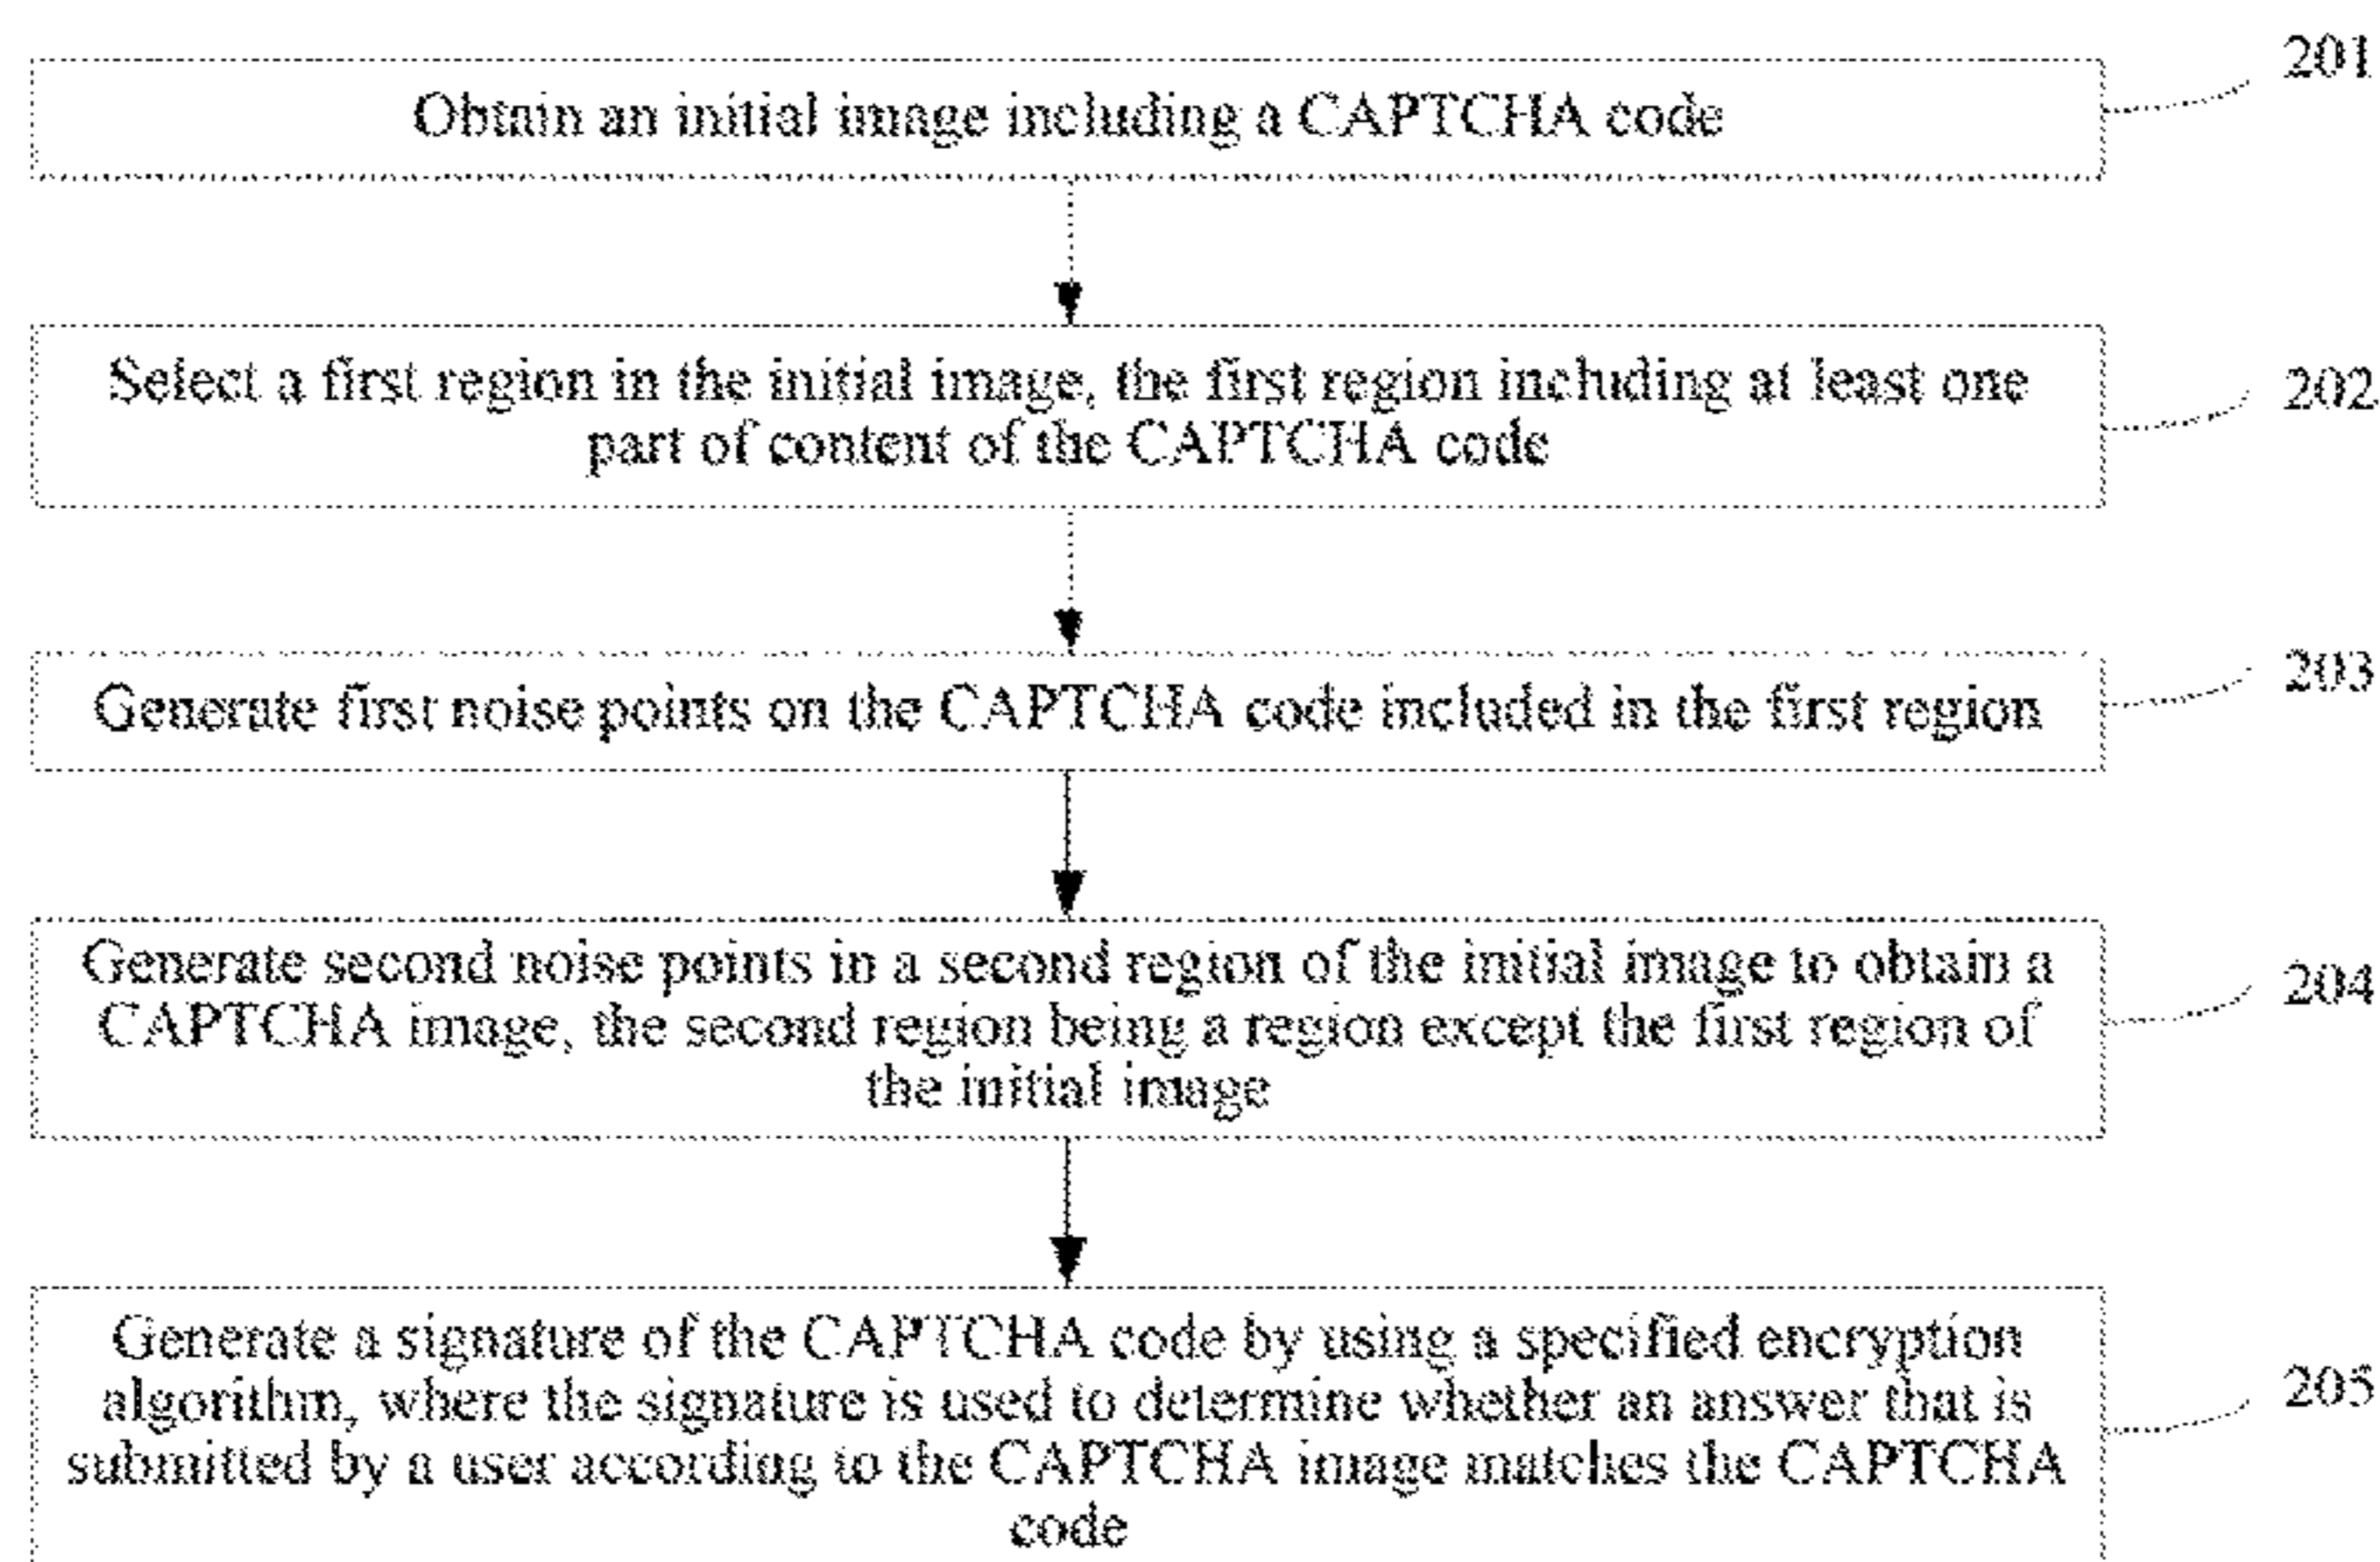 201
Obtain an initial image including a CAPTCHA code
Select a first region in the initial image, the first region including at least one
202
part of content of the CAPTCHA code
203
Generate first noise points on the CAPTCHA code included in the first region
Generate second noise points in a second region of the initial image to obtain a
204
CAPTCHA image, the second region being a region except the first region of
the initial image
Generate a signature of the CAPTCHA code by using a specified encryption
205
algorithm, where the signature is used to determine whether an answer that is
submitted by a user according to the CAPTCHA image matches the CAPTCHA
code